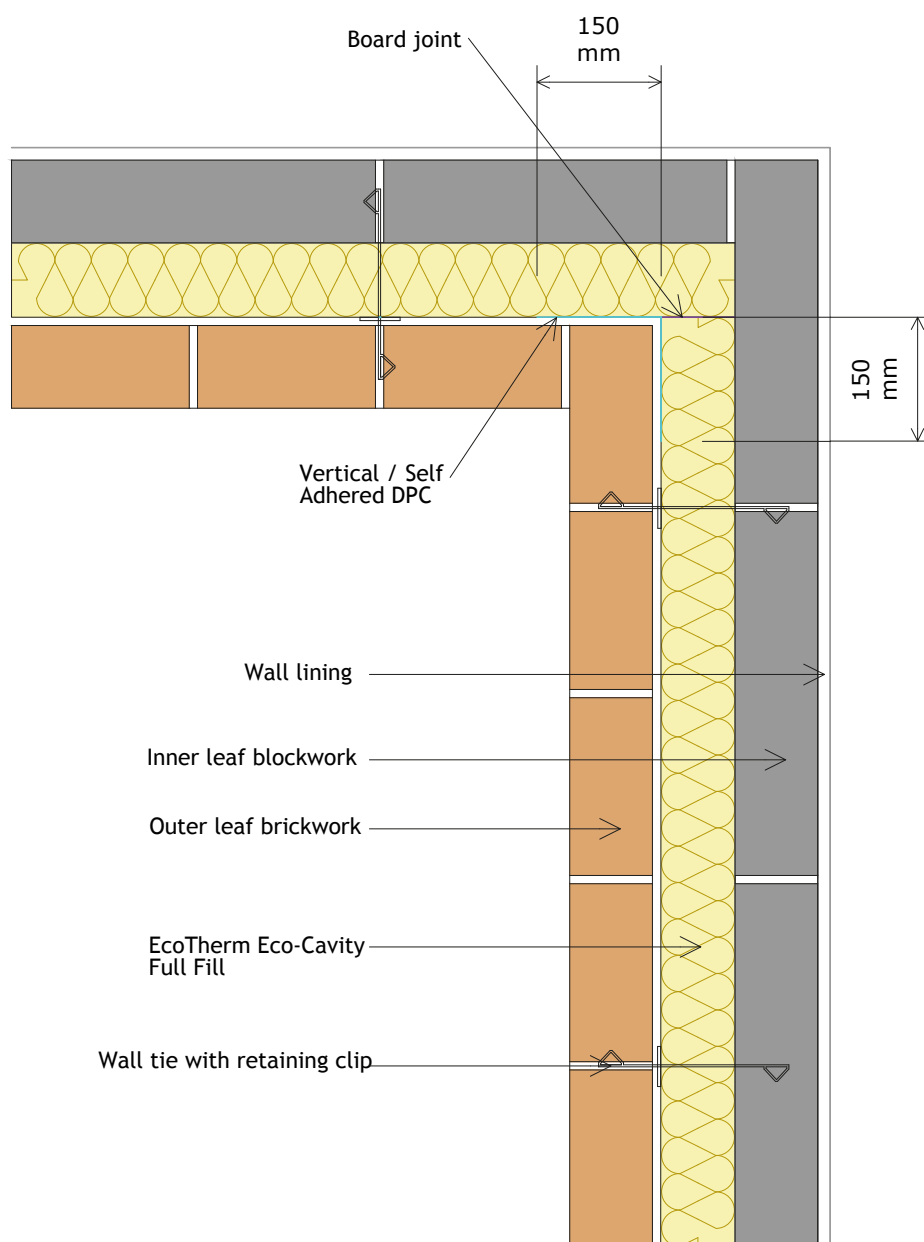 150
mm
Board joint
150
mm
Vertical / Self
Adhered DPC
Wall lining
Inner leaf blockwork
Outer leaf brickwork
EcoTherm Eco-Cavity
Full Fill
Wall tie with retaining clip